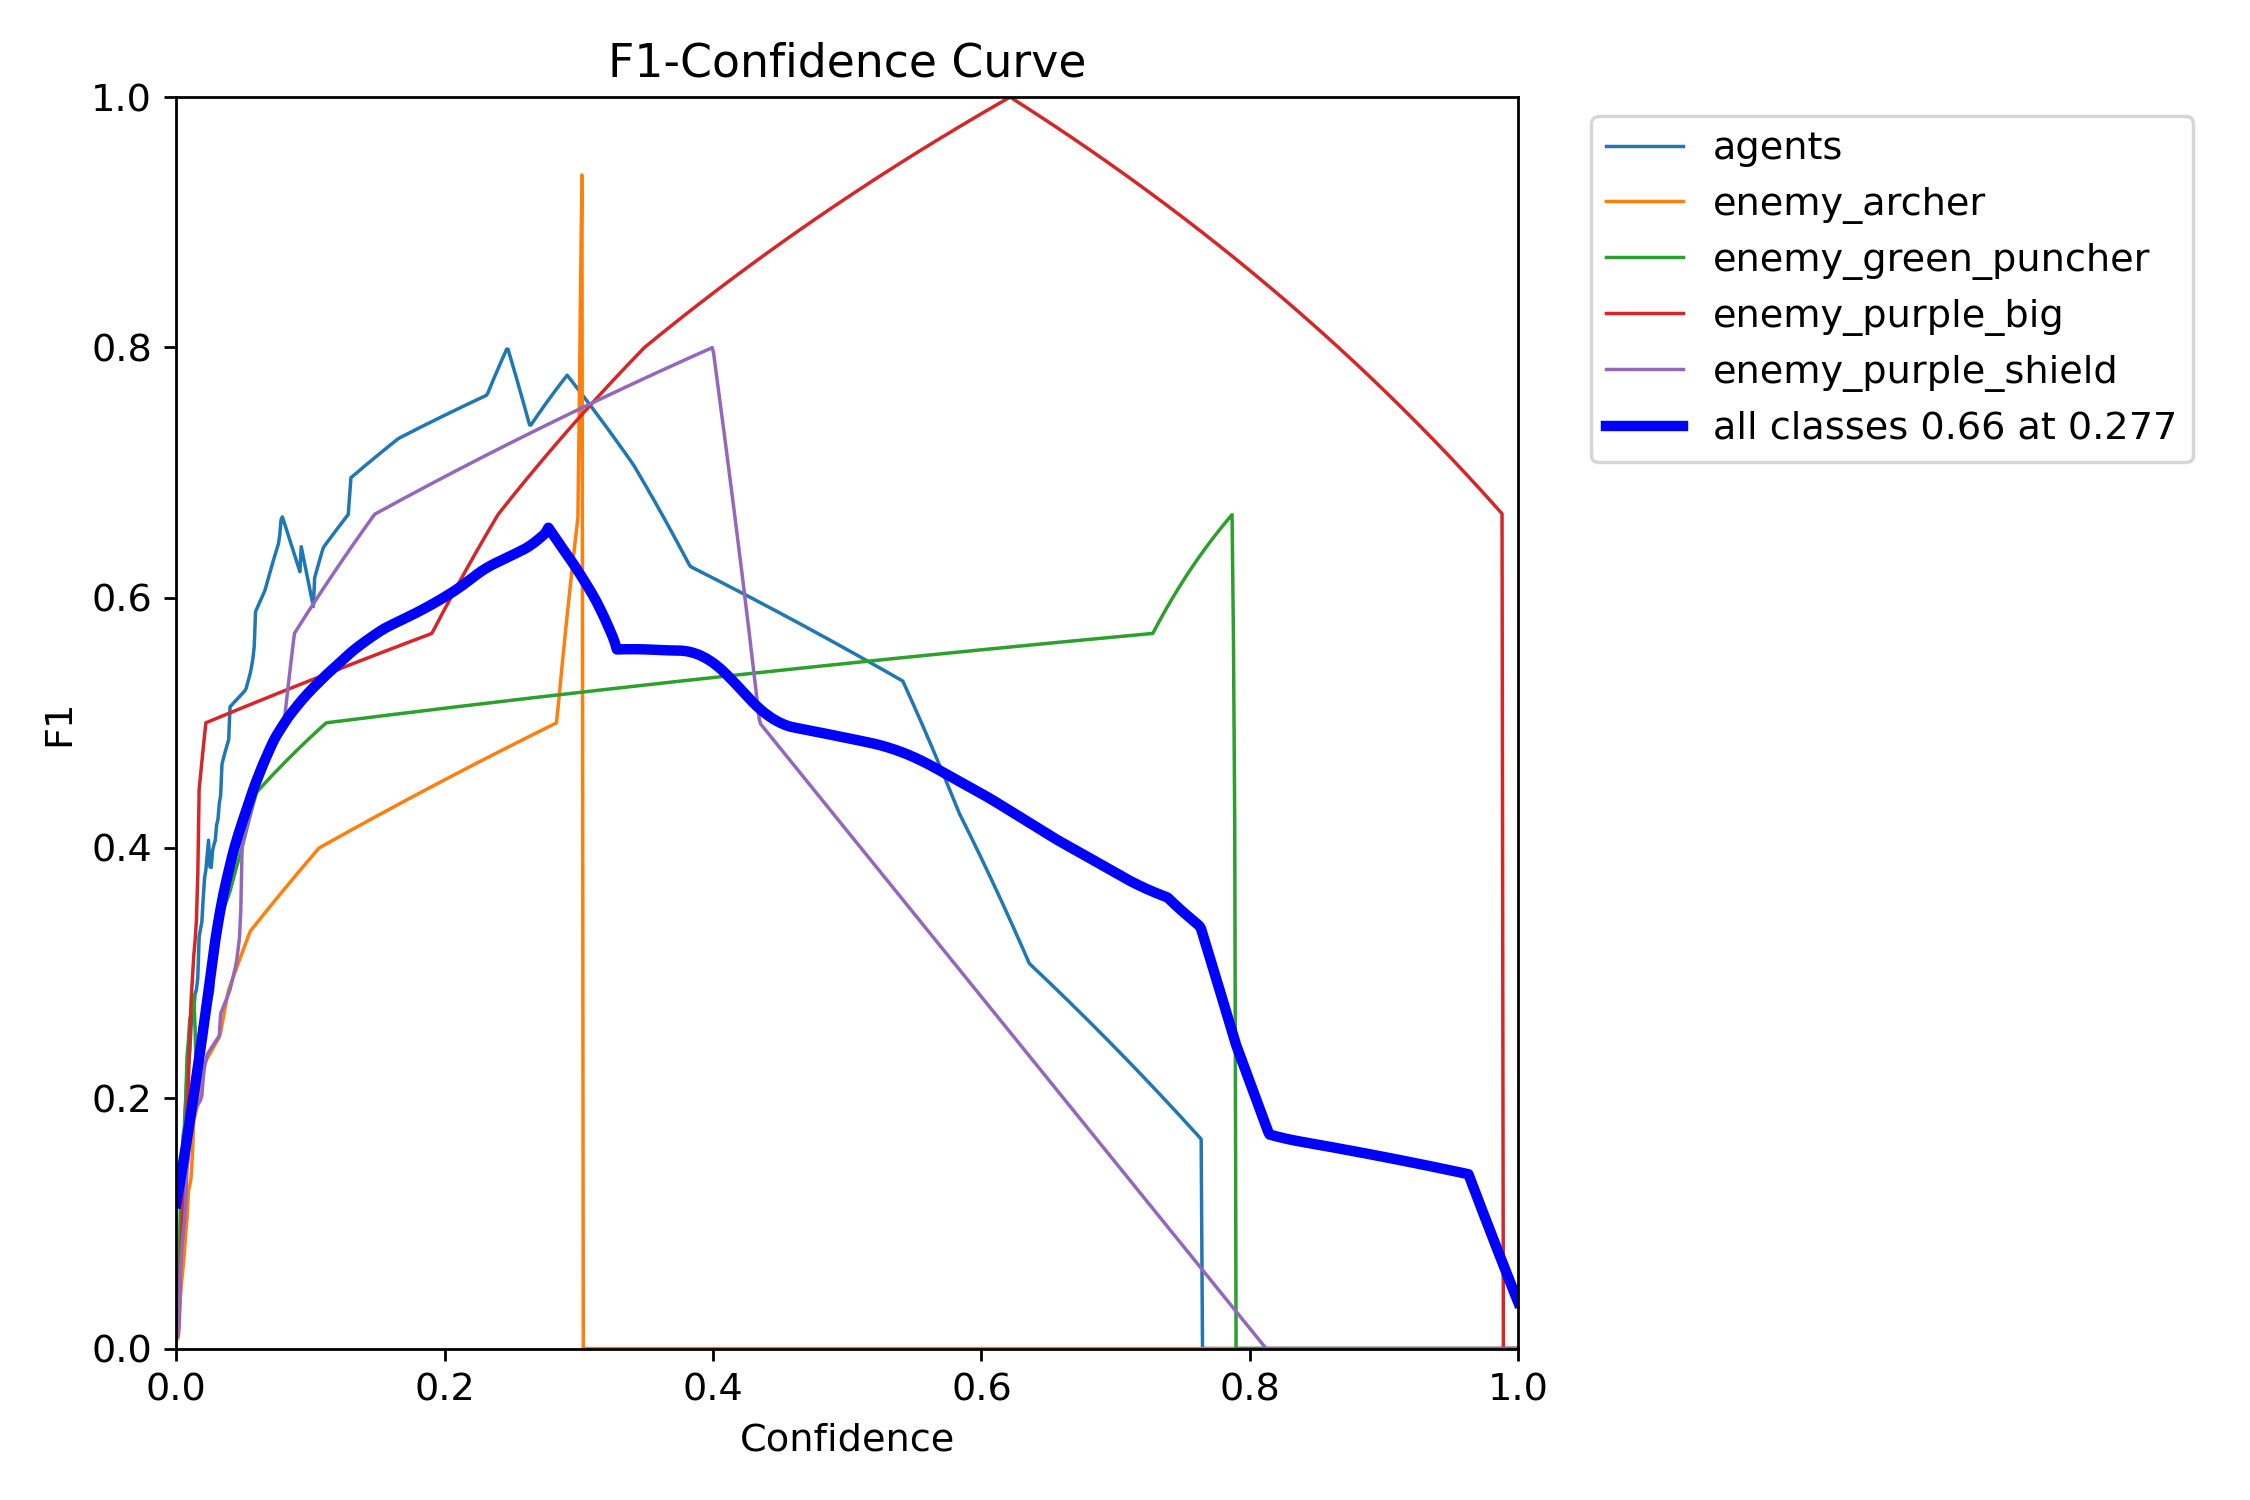 F1-Confidence Curve
1.0
0.8
0.6
0.4
0.2
0.0
F1
0.0 0.2 0.4 0.6 0.8 1.0
Confidence
agents
enemy_archer
enemy_green_puncher
enemy_purple_big
enemy_purple_shield
all classes 0.66 at 0.277